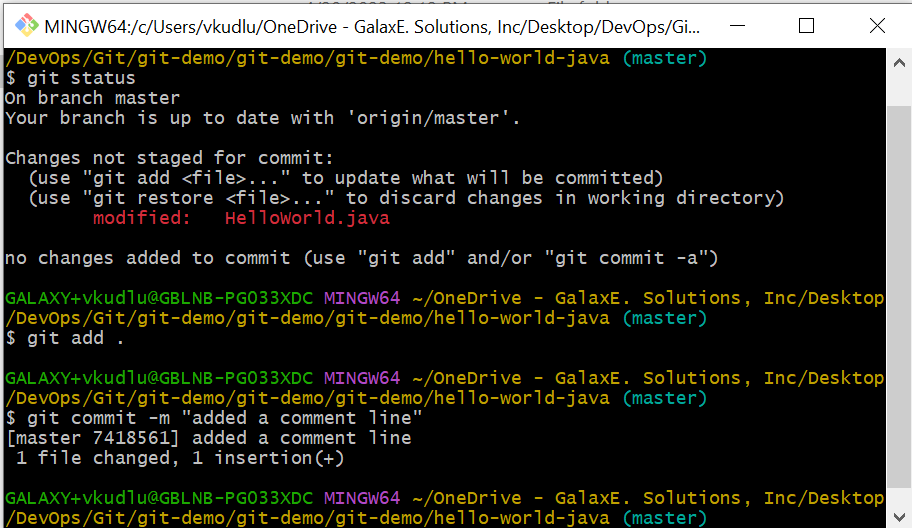 MINGW64:/c/Users/vkudlu/OneDrive - GalaxE. Solutions, Inc/Desktop/DevOps/Gi...
/DevOps/Git/git-demo/git-demo/git-demo/hello-world-java (master)
$ git status
On branch master
Your branch is up to date with 'origin/master'.
Changes not staged for commit:
(use "git add <file>..." to update what will be committed)
(use "git restore <file>..." to discard changes in working directory)
modified: HelloWorld.java
no changes added to commit (use "git add" and/or "git commit -a")
GALAXY+vkudlu@GBLNB-PG033XDC MINGW64 ~/OneDrive - GalaxE. Solutions, Inc/Desktop
/DevOps/Git/git-demo/git-demo/git-demo/hello-world-java (master)
$ git add .
GALAXY+vkudlu@GBLNB-PG033XDC MINGW64 ~/OneDrive - GalaxE. Solutions, Inc/Desktop
/DevOps/Git/git-demo/git-demo/git-demo/hello-world-java (master)
$ git commit -m "added a comment line"
[master 7418561] added a comment line
1 file changed, 1 insertion(+)
GALAXY+vkudlu@GBLNB-PG033XDC MINGW64 ~/OneDrive - GalaxE. Solutions, Inc/Desktop
/DevOps/Git/git-demo/git-demo/git-demo/hello-world-java (master)